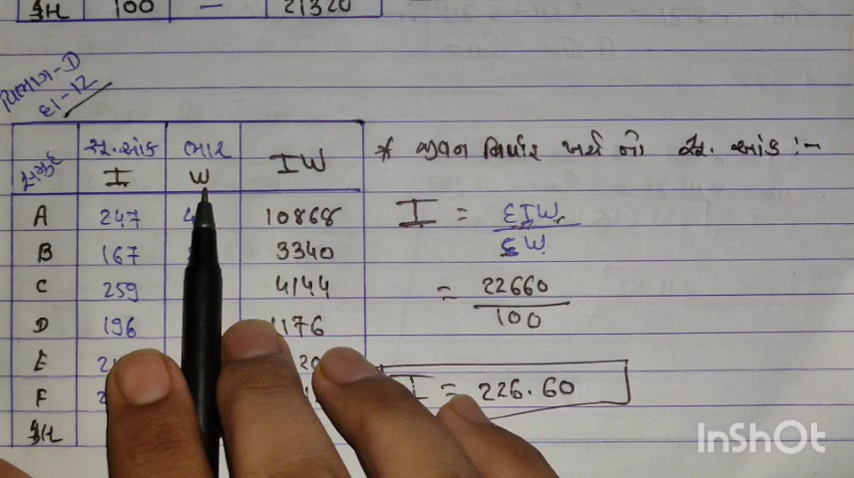 કુલ 100 — 21320
વિભાગ-D
દા-12
સૂ.આંક ભાર
I W IW
A 247 10868
B 167 3340
C 259 4144
D 196 1176
E
F
કુલ
* જીવન નિર્વાહ ખર્ચ નો સૂ. આંક :-
I = ΣIW
ΣW
= 22660
100
I = 226.60
InShOt